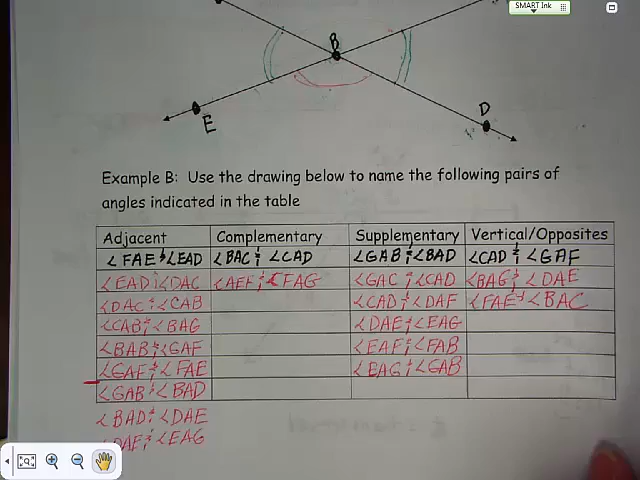 SMART Ink
B
E
D
Example B: Use the drawing below to name the following pairs of
angles indicated in the table
Adjacent Complementary Supplementary Vertical/Opposites
∠FAE & ∠EAD ∠BAC & ∠CAD ∠GAB & ∠BAD ∠CAD & ∠GAF
∠EAD & ∠DAC ∠AEF & ∠FAG ∠GAC & ∠CAD ∠BAG & ∠DAE
∠DAC & ∠CAB ∠CAD & ∠DAF ∠FAE & ∠BAC
∠CAB & ∠BAG ∠DAE & ∠EAG
∠BAB & ∠GAF ∠EAF & ∠FAB
∠GAF & ∠FAE ∠BAG & ∠GAB
∠GAB & ∠BAD
∠BAD & ∠DAE
∠DAF & ∠EAG